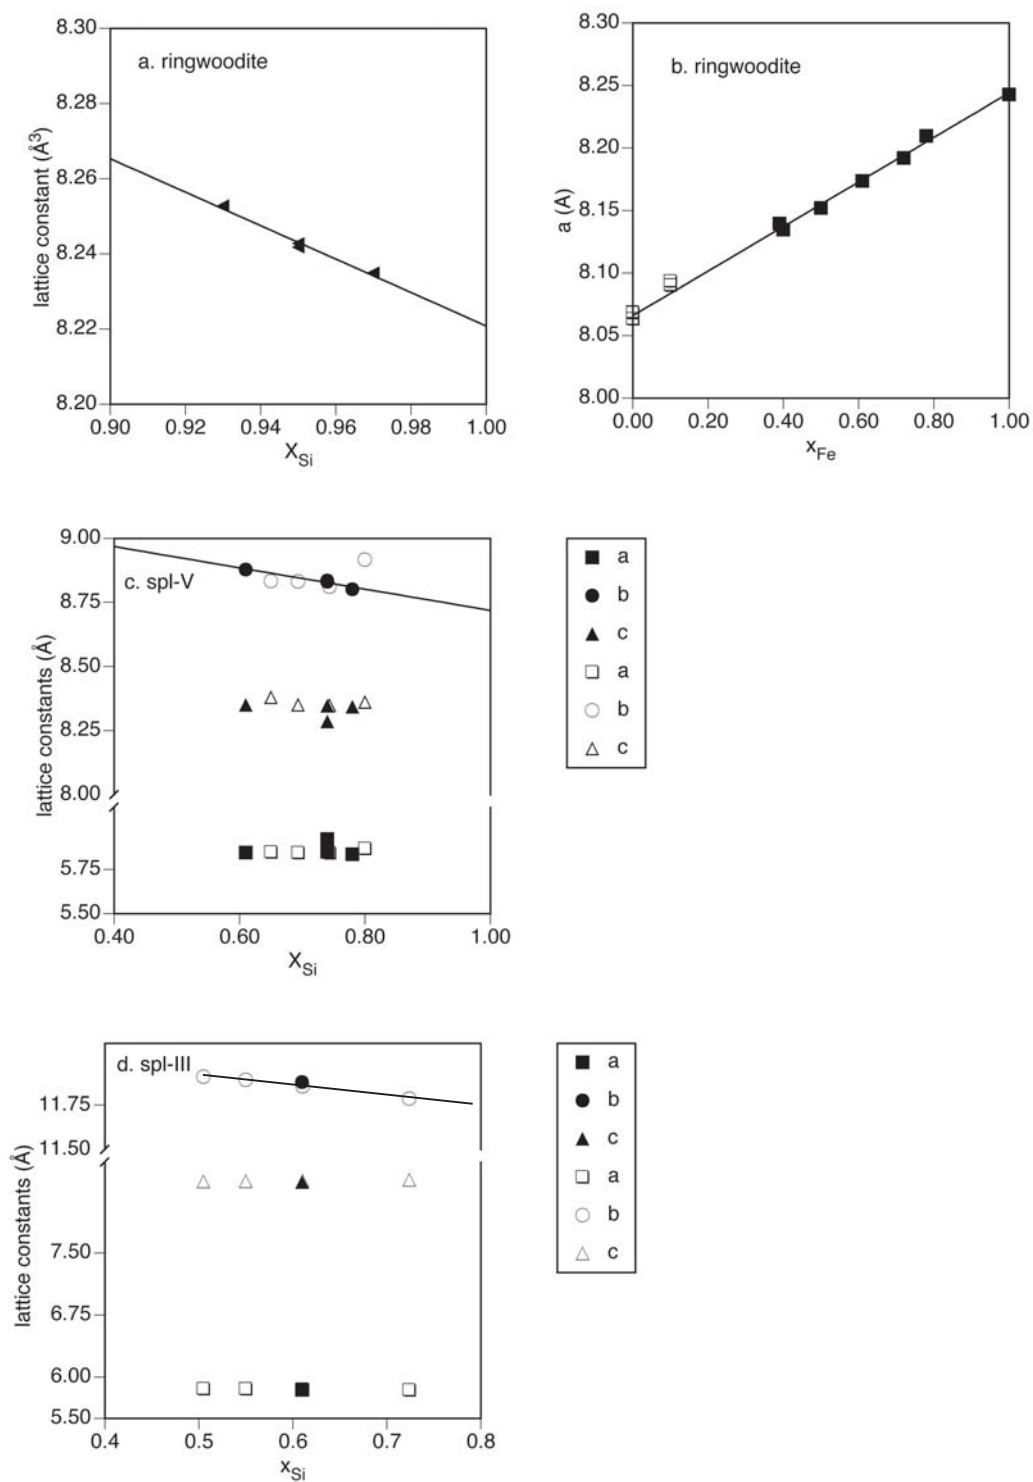 8.30
8.28
8.26
8.24
8.22
8.20
0.90 0.92 0.94 0.96 0.98 1.00
lattice constant (Å³)
X_Si
a. ringwoodite
8.30
8.25
8.20
8.15
8.10
8.05
8.00
0.00 0.20 0.40 0.60 0.80 1.00
a (Å)
x_Fe
b. ringwoodite
9.00
8.75
8.50
8.25
8.00
5.75
5.50
0.40 0.60 0.80 1.00
lattice constants (Å)
X_Si
c. spl-V
a
b
c
a
b
c
11.75
11.50
7.50
6.75
6.00
5.50
0.4 0.5 0.6 0.7 0.8
lattice constants (Å)
x_Si
d. spl-III
a
b
c
a
b
c